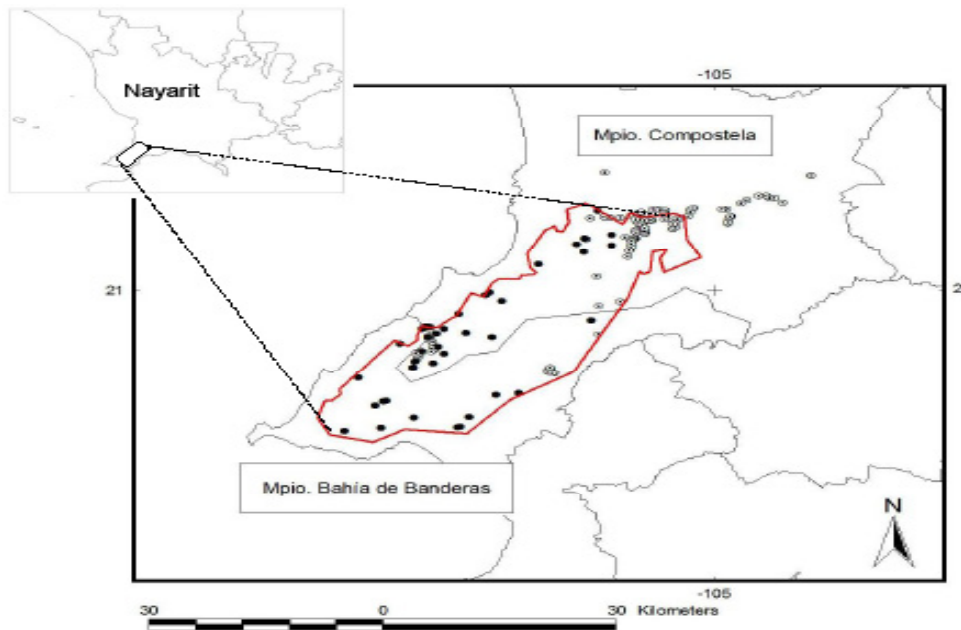 Nayarit
-105
Mpio. Compostela
21
2
Mpio. Bahía de Banderas
N
-105
30 0 30 Kilometers